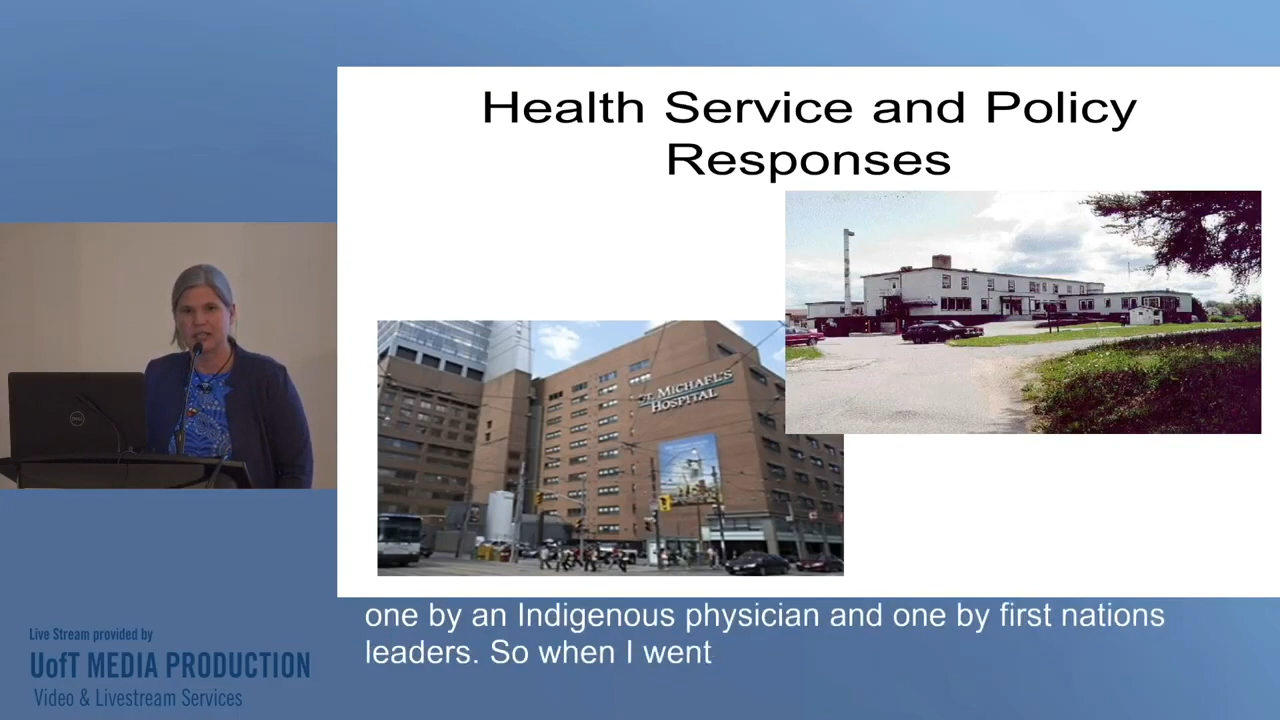 Health Service and Policy
Responses
ST. MICHAEL'S
HOSPITAL
DELL
one by an Indigenous physician and one by first nations
leaders. So when I went
Live Stream provided by
UofT MEDIA PRODUCTION
Video & Livestream Services